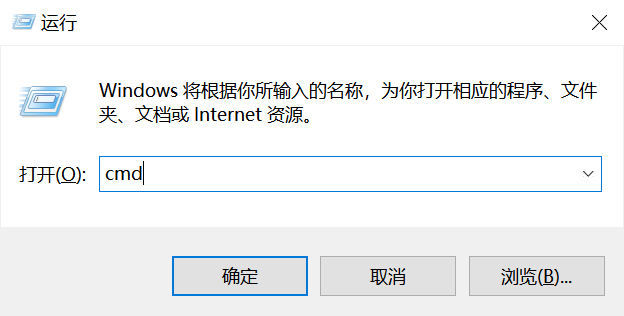 运行
Windows 将根据你所输入的名称，为你打开相应的程序、文件
夹、文档或 Internet 资源。
打开(O): cmd
确定 取消 浏览(B)...